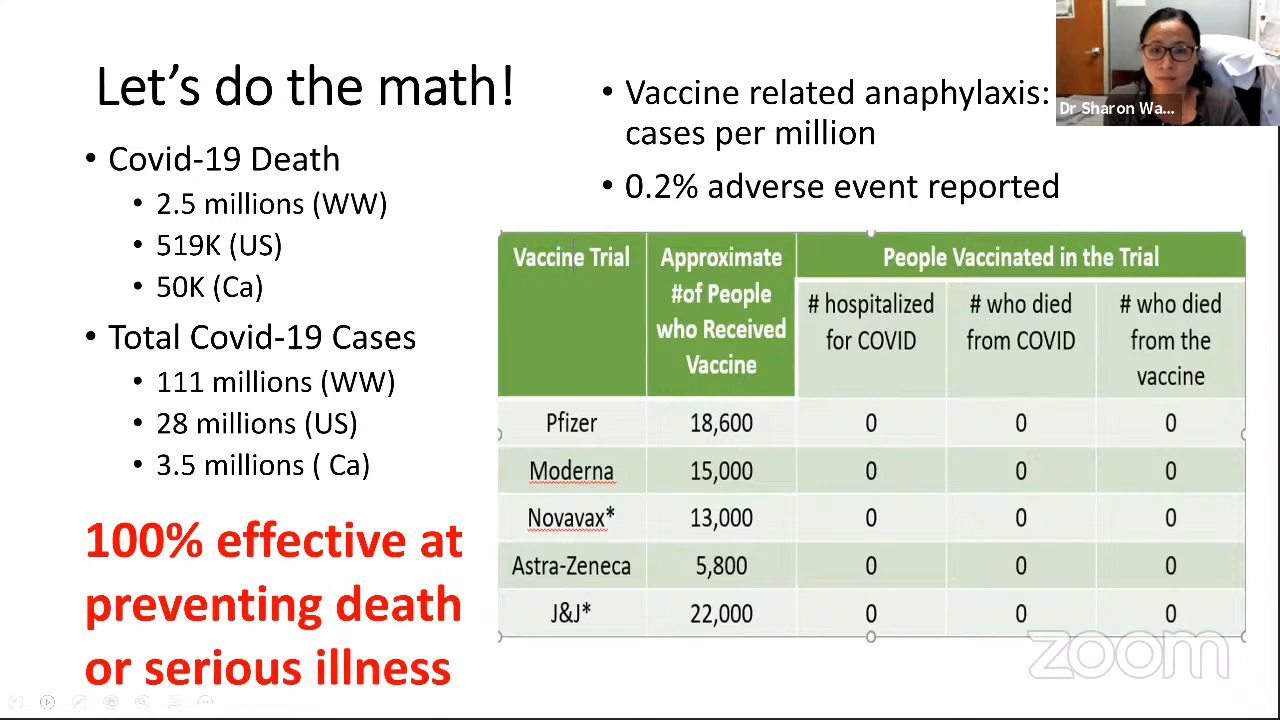 Let's do the math!
• Covid-19 Death
• 2.5 millions (WW)
• 519K (US)
• 50K (Ca)
• Total Covid-19 Cases
• 111 millions (WW)
• 28 millions (US)
• 3.5 millions ( Ca)
100% effective at
preventing death
or serious illness
• Vaccine related anaphylaxis:
cases per million
• 0.2% adverse event reported
Dr Sharon Wa...
Vaccine Trial
Approximate
#of People
who Received
Vaccine
People Vaccinated in the Trial
# hospitalized
for COVID
# who died
from COVID
# who died
from the
vaccine
Pfizer 18,600 0 0 0
Moderna 15,000 0 0 0
Novavax* 13,000 0 0 0
Astra-Zeneca 5,800 0 0 0
J&J* 22,000 0 0 0
zoom